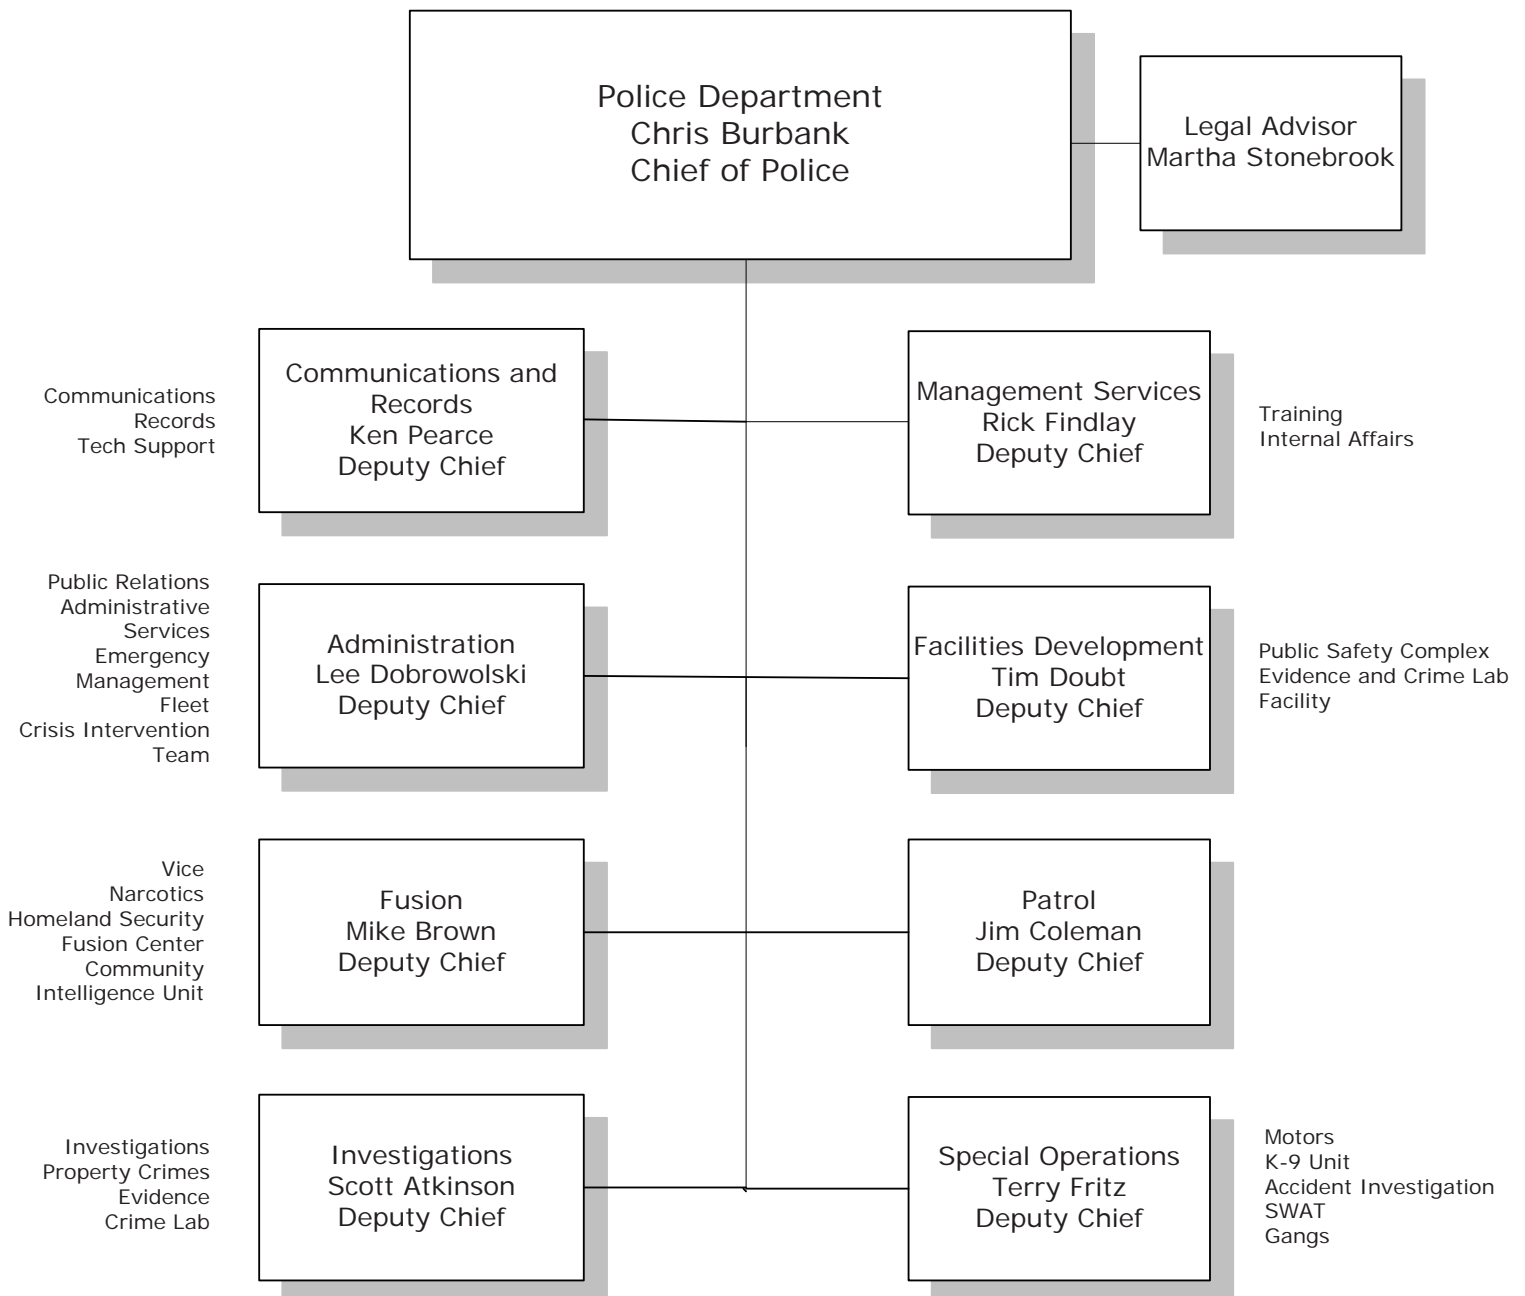 Police Department
Chris Burbank
Chief of Police
Legal Advisor
Martha Stonebrook
Communications
Records
Tech Support
Communications and
Records
Ken Pearce
Deputy Chief
Management Services
Rick Findlay
Deputy Chief
Training
Internal Affairs
Public Relations
Administrative
Services
Emergency
Management
Fleet
Crisis Intervention
Team
Administration
Lee Dobrowolski
Deputy Chief
Facilities Development
Tim Doubt
Deputy Chief
Public Safety Complex
Evidence and Crime Lab
Facility
Vice
Narcotics
Homeland Security
Fusion Center
Community
Intelligence Unit
Fusion
Mike Brown
Deputy Chief
Patrol
Jim Coleman
Deputy Chief
Investigations
Property Crimes
Evidence
Crime Lab
Investigations
Scott Atkinson
Deputy Chief
Special Operations
Terry Fritz
Deputy Chief
Motors
K-9 Unit
Accident Investigation
SWAT
Gangs